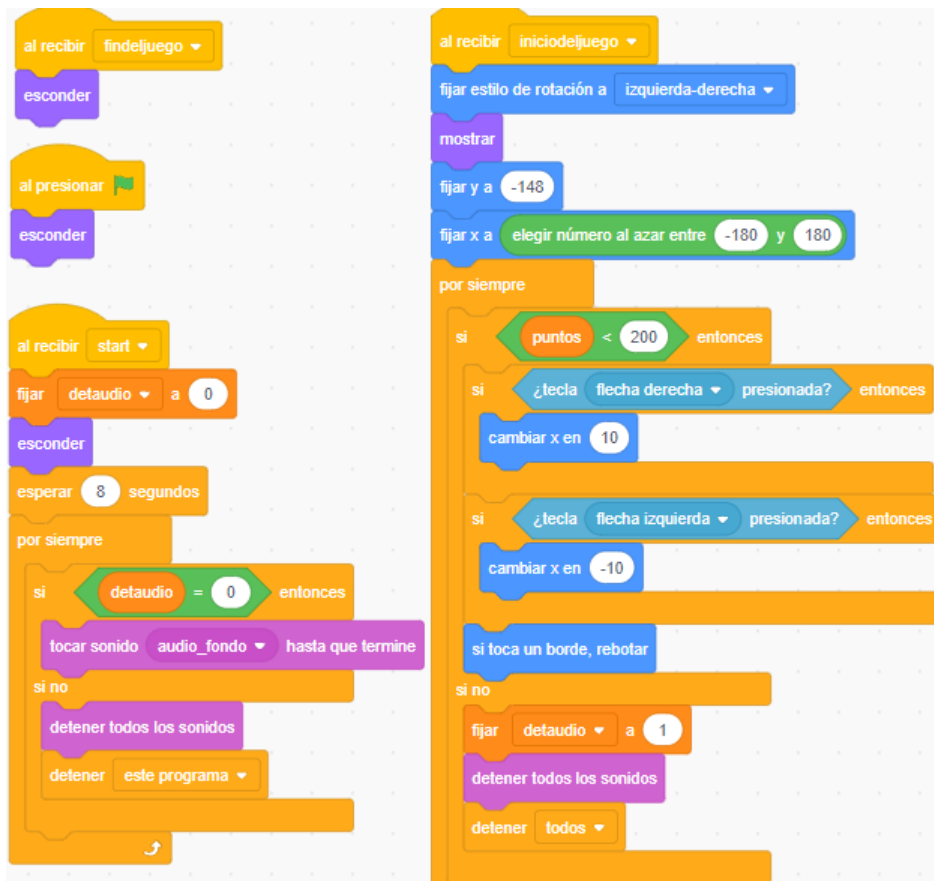 al recibir findeljuego
esconder
al presionar
esconder
al recibir start
fijar detaudio a 0
esconder
esperar 8 segundos
por siempre
si detaudio = 0 entonces
tocar sonido audio_fondo hasta que termine
si no
detener todos los sonidos
detener este programa
al recibir iniciodeljuego
fijar estilo de rotación a izquierda-derecha
mostrar
fijar y a -148
fijar x a elegir número al azar entre -180 y 180
por siempre
si puntos < 200 entonces
si ¿tecla flecha derecha presionada? entonces
cambiar x en 10
si ¿tecla flecha izquierda presionada? entonces
cambiar x en -10
si toca un borde, rebotar
si no
fijar detaudio a 1
detener todos los sonidos
detener todos